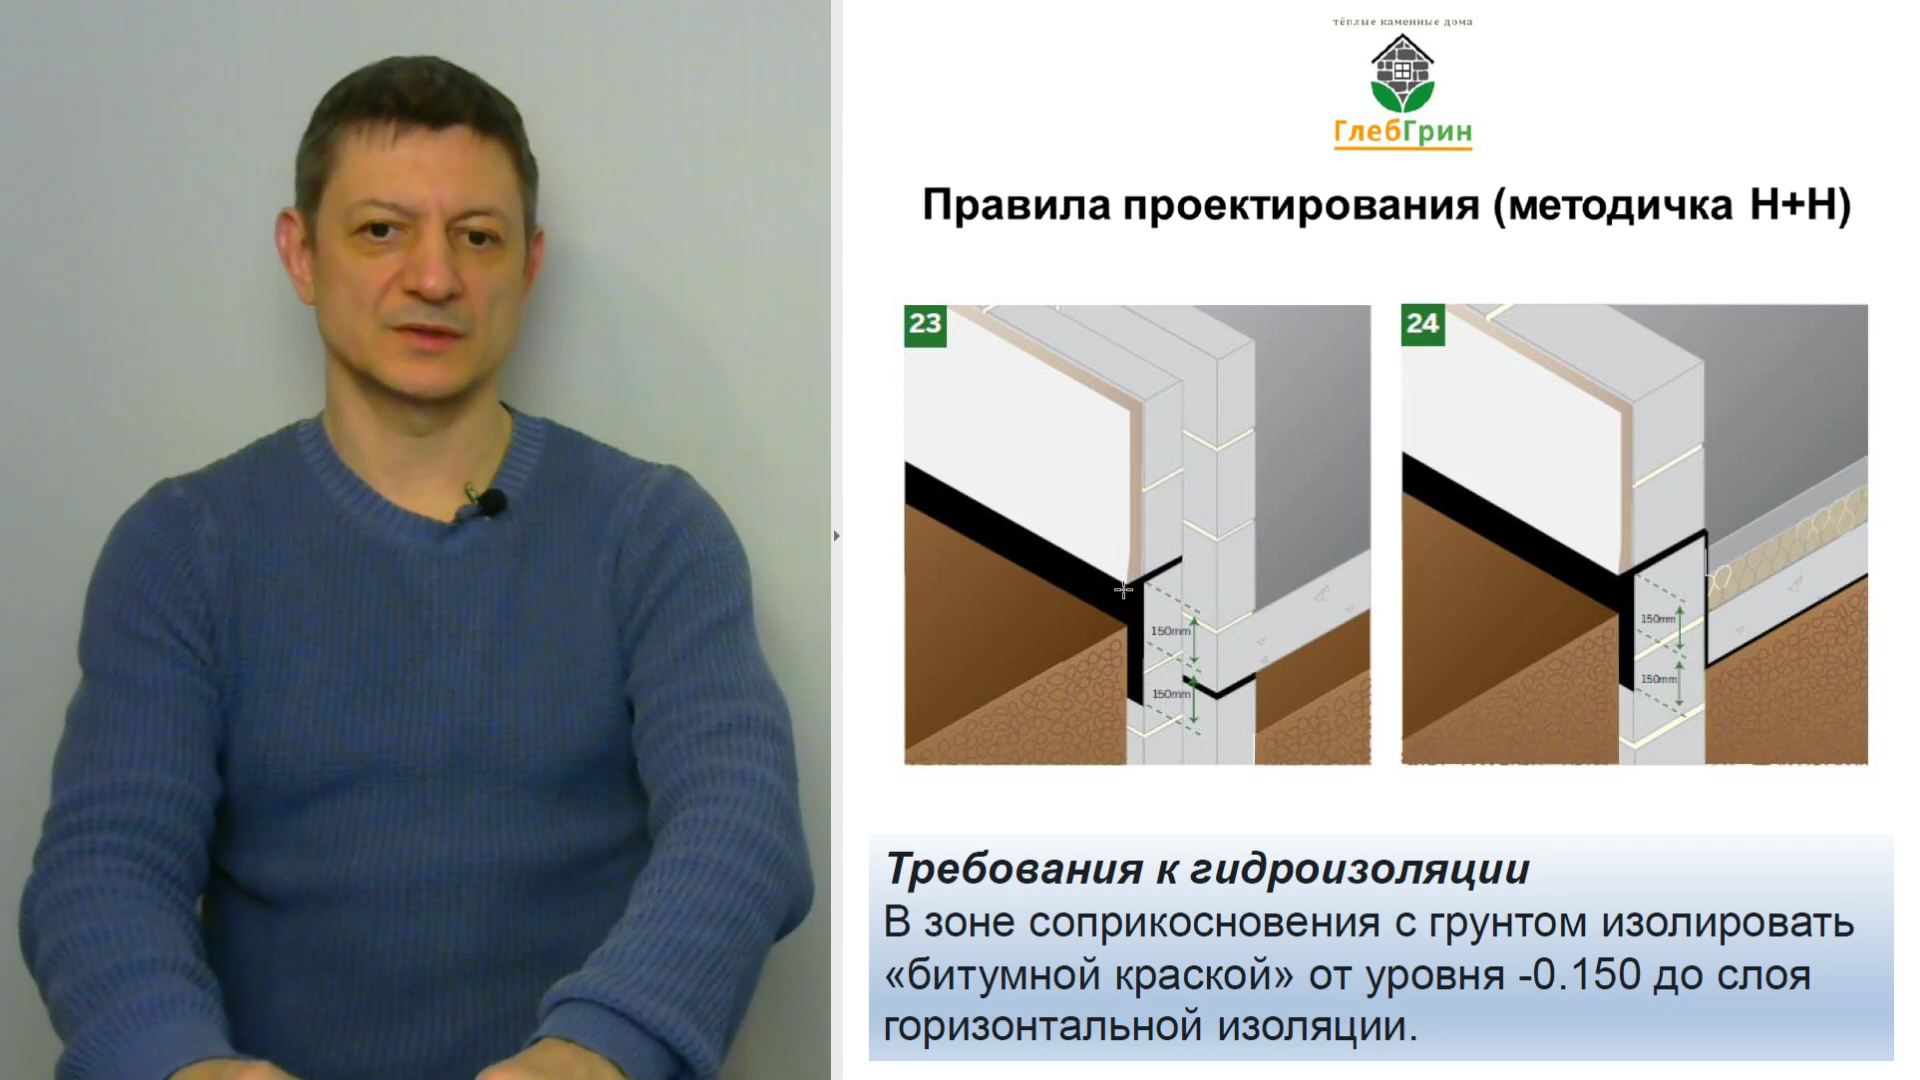 тёплые каменные дома
ГлебГрин
Правила проектирования (методичка H+H)
23
24
150mm
150mm
150mm
150mm
Требования к гидроизоляции
В зоне соприкосновения с грунтом изолировать
«битумной краской» от уровня -0.150 до слоя
горизонтальной изоляции.